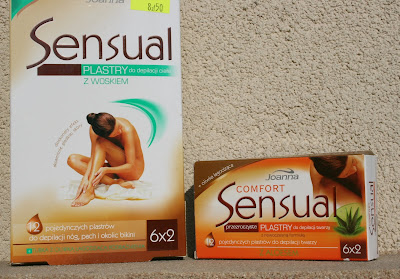 Joanna
8,50
Sensual
PLASTRY do depilacji ciała
Z WOSKIEM
12 pojedynczych plastrów
do depilacji nóg, pach i okolic bikini
6x2
Joanna
COMFORT
Sensual
przezroczyste PLASTRY do depilacji twarzy
12 pojedynczych plastrów do depilacji twarzy
6x2